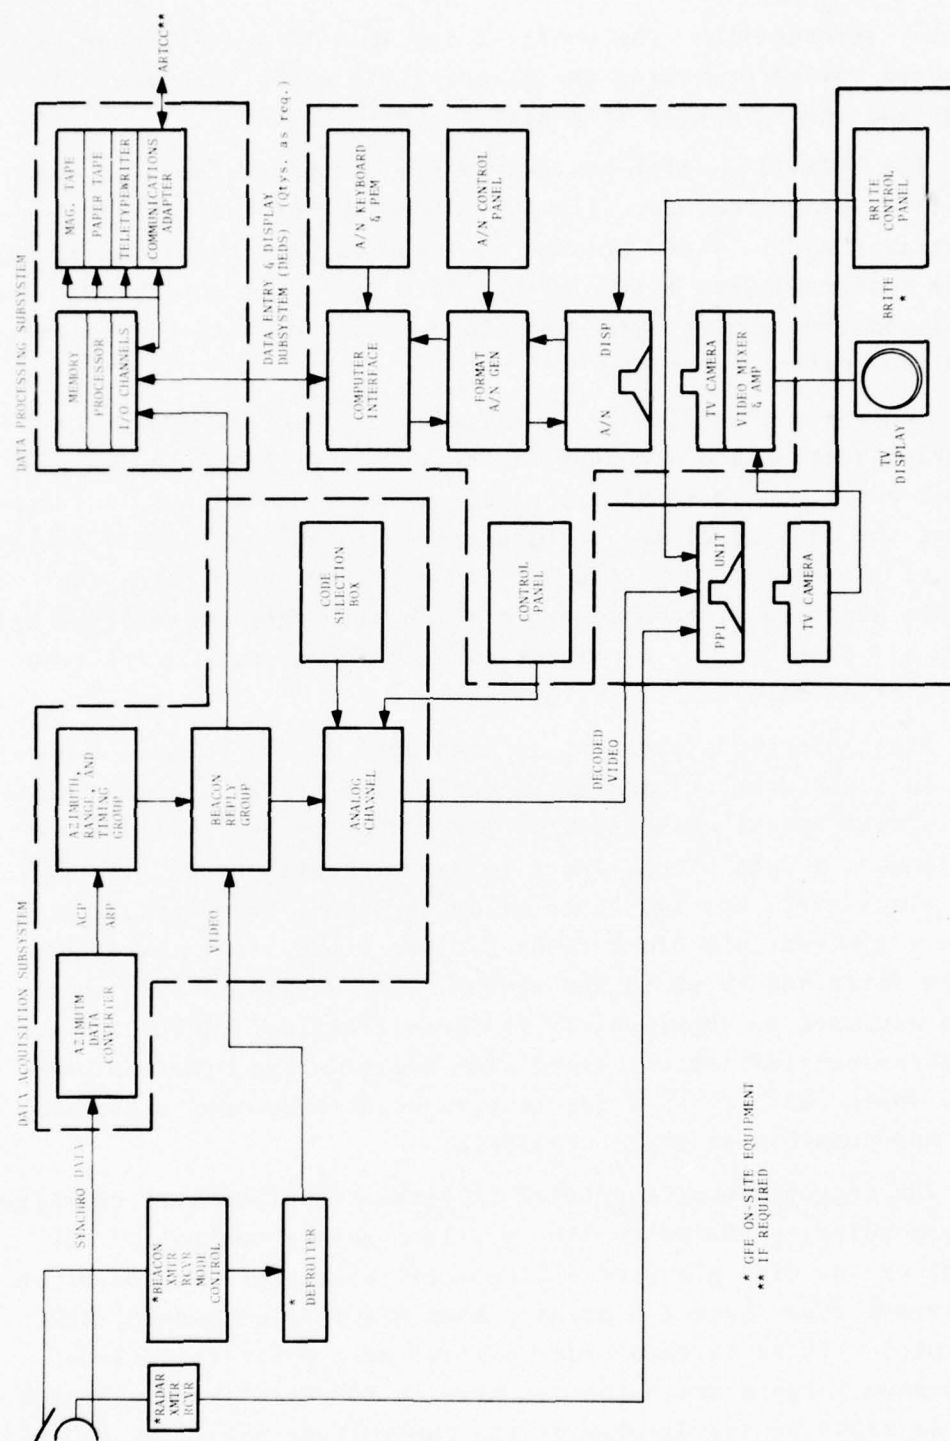 DATA ACQUISITION SUBSYSTEM
SYNCHRO DATA
*RADAR
XMTR
RCVR
*BEACON
XMTR
RCVR
MODE
CONTROL
*
DEFRUITER
AZIMUTM
DATA
CONVERTER
ACP
ARP
VIDEO
AZIMUTH,
RANGE, AND
TIMING
GROUP
BEACON
REPLY
GROUP
ANALOG
CHANNEL
CODE
SELECTION
BOX
CONTROL
PANEL
DECODED
VIDEO
DATA PROCESSING SUBSYSTEM
MEMORY
PROCESSOR
I/O CHANNELS
MAG. TAPE
PAPER TAPE
TELETYPEWRITER
COMMUNICATIONS
ADAPTER
ARTCC**
DATA ENTRY & DISPLAY
DUBSYSTEM (DEDS) (Qtys. as req.)
COMPUTER
INTERFACE
A/N KEYBOARD
& PEM
FORMAT
A/N GEN
A/N CONTROL
PANEL
A/N DISP
TV CAMERA
VIDEO MIXER
& AMP
PPI UNIT
TV CAMERA
TV
DISPLAY
BRITE
*
BRITE
CONTROL
PANEL
* GFE ON-SITE EQUIPMENT
** IF REQUIRED